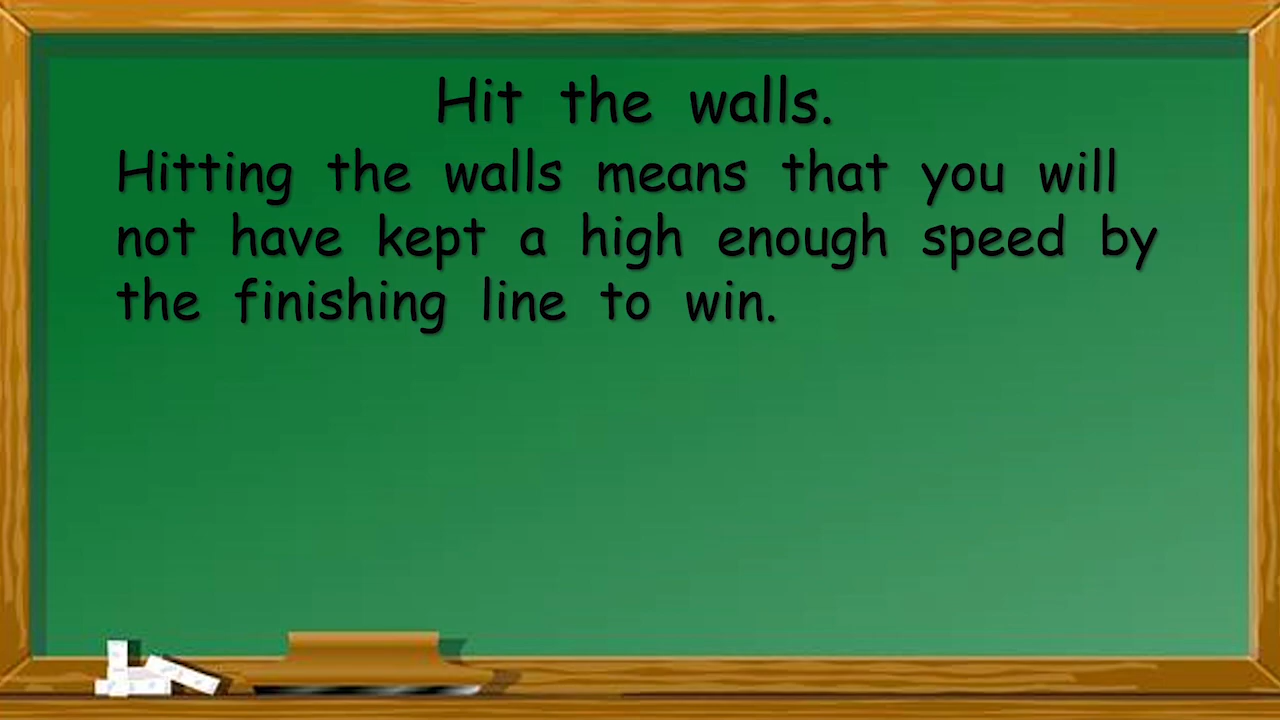 Hit the walls.
Hitting the walls means that you will
not have kept a high enough speed by
the finishing line to win.